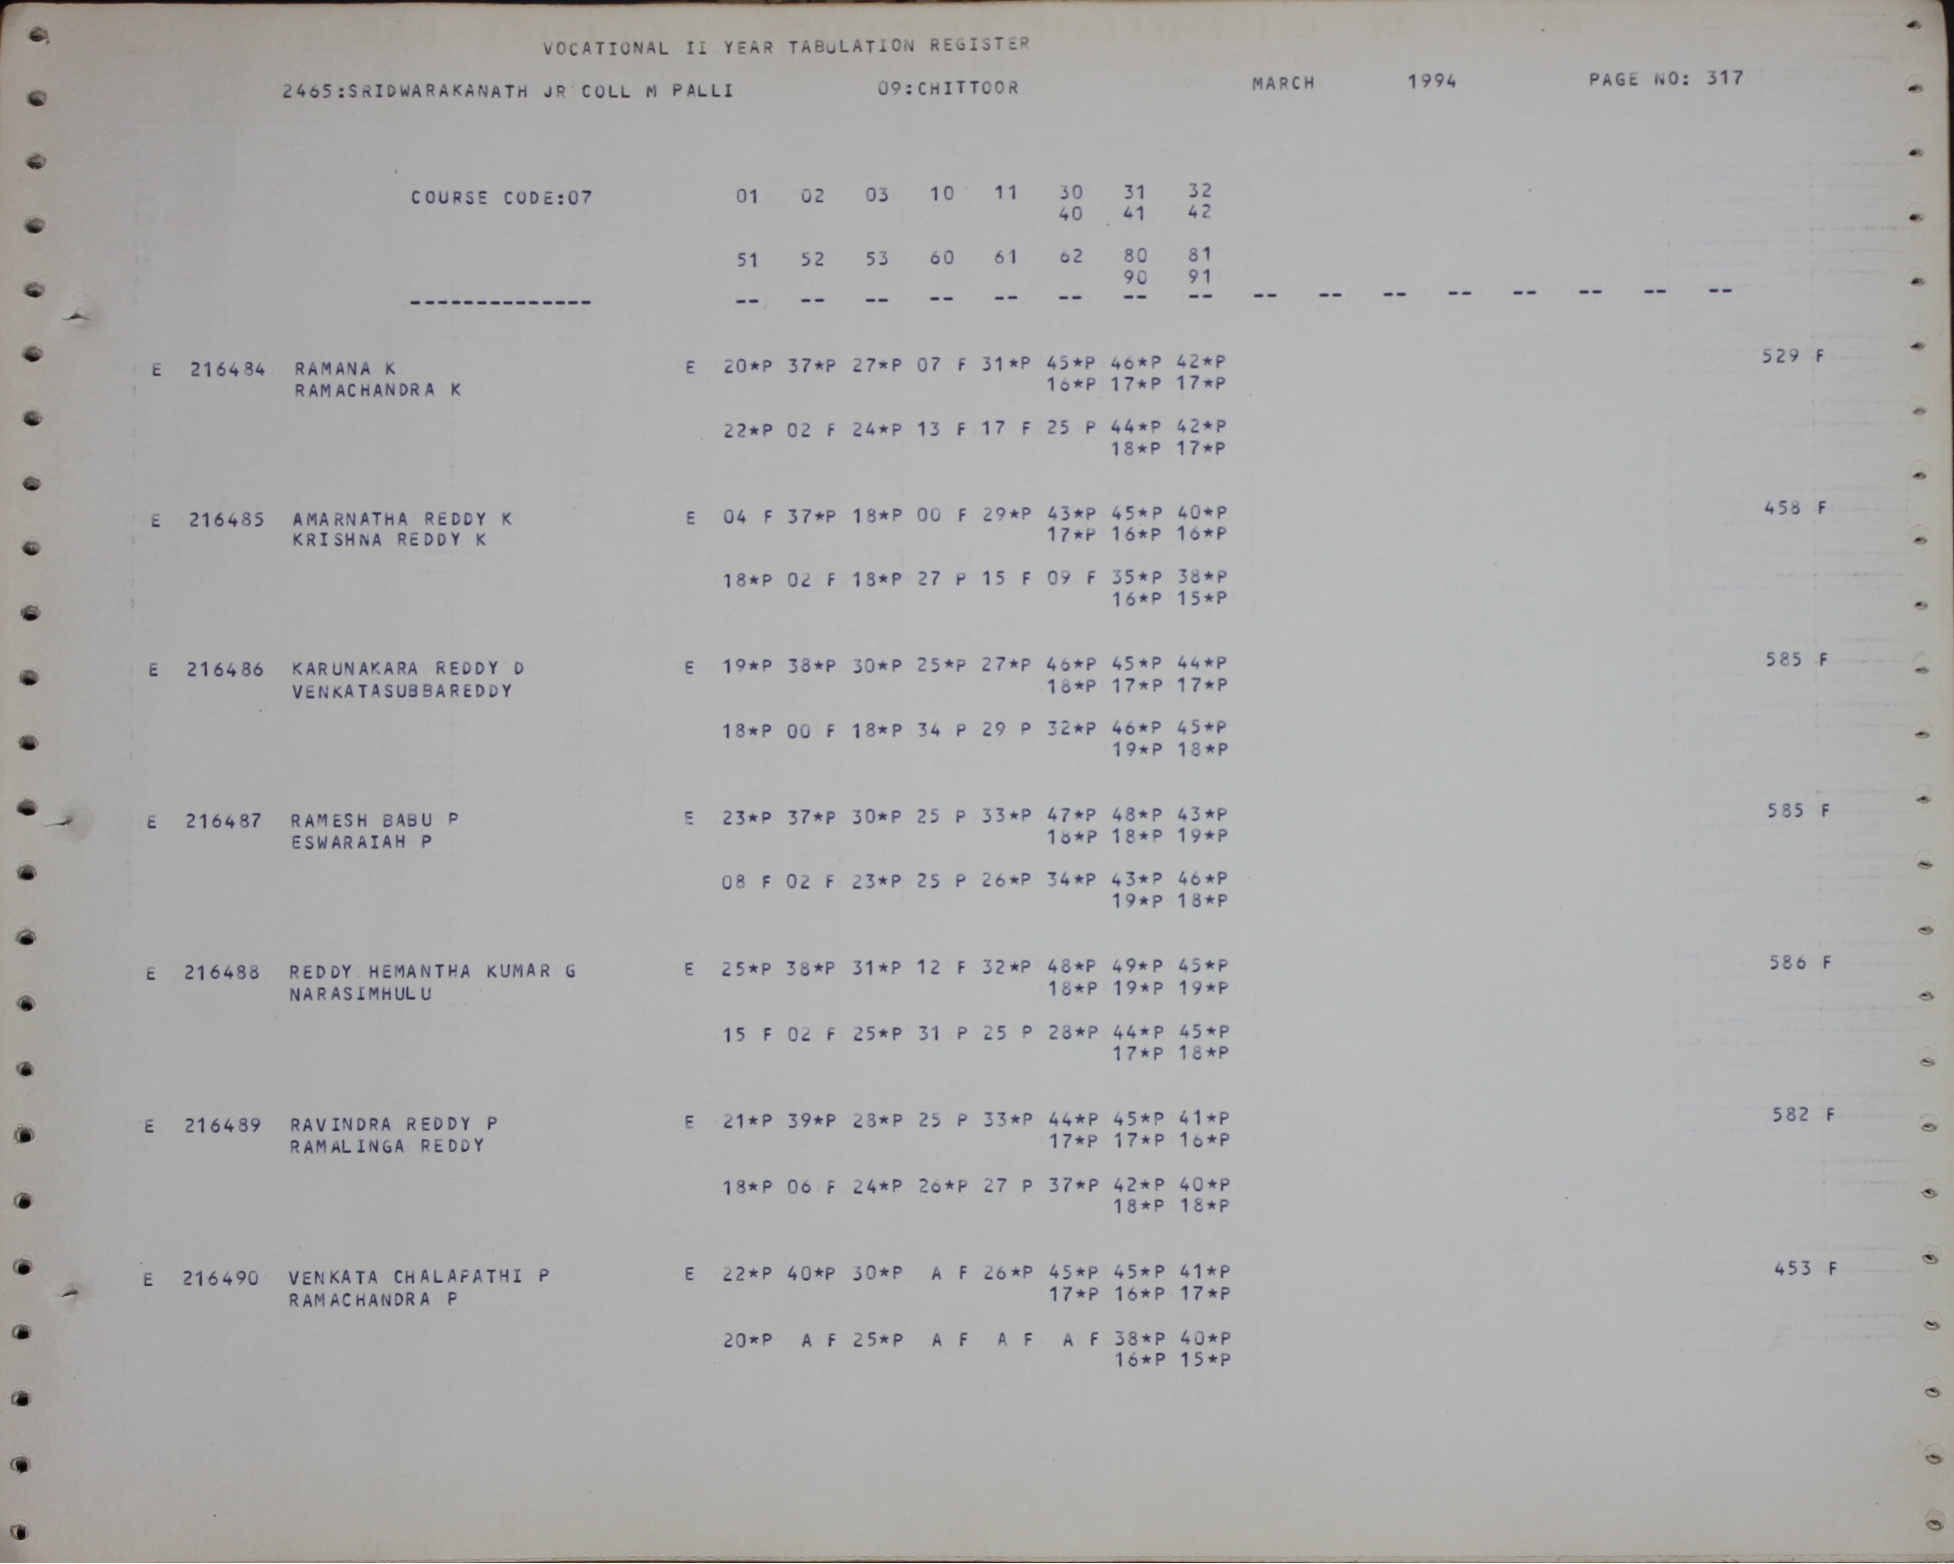 VOCATIONAL II YEAR TABULATION REGISTER
2465:SRIDWARAKANATH JR COLL M PALLI 09:CHITTOOR MARCH 1994 PAGE NO: 317
COURSE CODE:07 01 02 03 10 11 30 31 32
40 41 42
51 52 53 60 61 62 80 81
90 91
-------------- -- -- -- -- -- -- -- -- -- -- -- -- -- -- -- --
E 216484 RAMANA K E 20*P 37*P 27*P 07 F 31*P 45*P 46*P 42*P 529 F
RAMACHANDRA K 16*P 17*P 17*P
22*P 02 F 24*P 13 F 17 F 25 P 44*P 42*P
18*P 17*P
E 216485 AMARNATHA REDDY K E 04 F 37*P 18*P 00 F 29*P 43*P 45*P 40*P 458 F
KRISHNA REDDY K 17*P 16*P 16*P
18*P 02 F 18*P 27 P 15 F 09 F 35*P 38*P
16*P 15*P
E 216486 KARUNAKARA REDDY D E 19*P 38*P 30*P 25*P 27*P 46*P 45*P 44*P 585 F
VENKATASUBBAREDDY 18*P 17*P 17*P
18*P 00 F 18*P 34 P 29 P 32*P 46*P 45*P
19*P 18*P
E 216487 RAMESH BABU P E 23*P 37*P 30*P 25 P 33*P 47*P 48*P 43*P 585 F
ESWARAIAH P 18*P 18*P 19*P
08 F 02 F 23*P 25 P 26*P 34*P 43*P 46*P
19*P 18*P
E 216488 REDDY HEMANTHA KUMAR G E 25*P 38*P 31*P 12 F 32*P 48*P 49*P 45*P 586 F
NARASIMHULU 18*P 19*P 19*P
15 F 02 F 25*P 31 P 25 P 28*P 44*P 45*P
17*P 18*P
E 216489 RAVINDRA REDDY P E 21*P 39*P 28*P 25 P 33*P 44*P 45*P 41*P 582 F
RAMALINGA REDDY 17*P 17*P 16*P
18*P 06 F 24*P 26*P 27 P 37*P 42*P 40*P
18*P 18*P
E 216490 VENKATA CHALAPATHI P E 22*P 40*P 30*P A F 26*P 45*P 45*P 41*P 453 F
RAMACHANDRA P 17*P 16*P 17*P
20*P A F 25*P A F A F A F 38*P 40*P
16*P 15*P